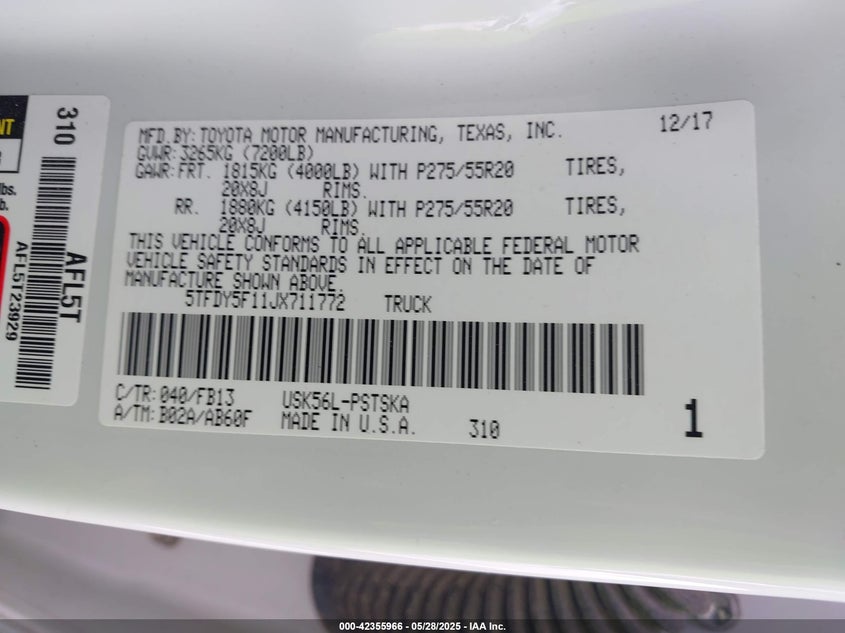 MFD.BY:TOYOTA MOTOR MANUFACTURING, TEXAS, INC. 12/17
GVWR:3265KG (7200LB)
GAWR:FRT. 1815KG (4000LB) WITH P275/55R20 TIRES,
20X8J RIMS.
RR. 1880KG (4150LB) WITH P275/55R20 TIRES,
20X8J RIMS.
THIS VEHICLE CONFORMS TO ALL APPLICABLE FEDERAL MOTOR
VEHICLE SAFETY STANDARDS IN EFFECT ON THE DATE OF
MANUFACTURE SHOWN ABOVE.
5TFDY5F11JX711772 TRUCK
C/TR:040/FB13 USK56L-PSTSKA
A/TM:B02A/AB60F MADE IN U.S.A. 310 1
310
AFL5T
AFL5T23929
lbs.
000-42355966 - 05/28/2025 - IAA Inc.